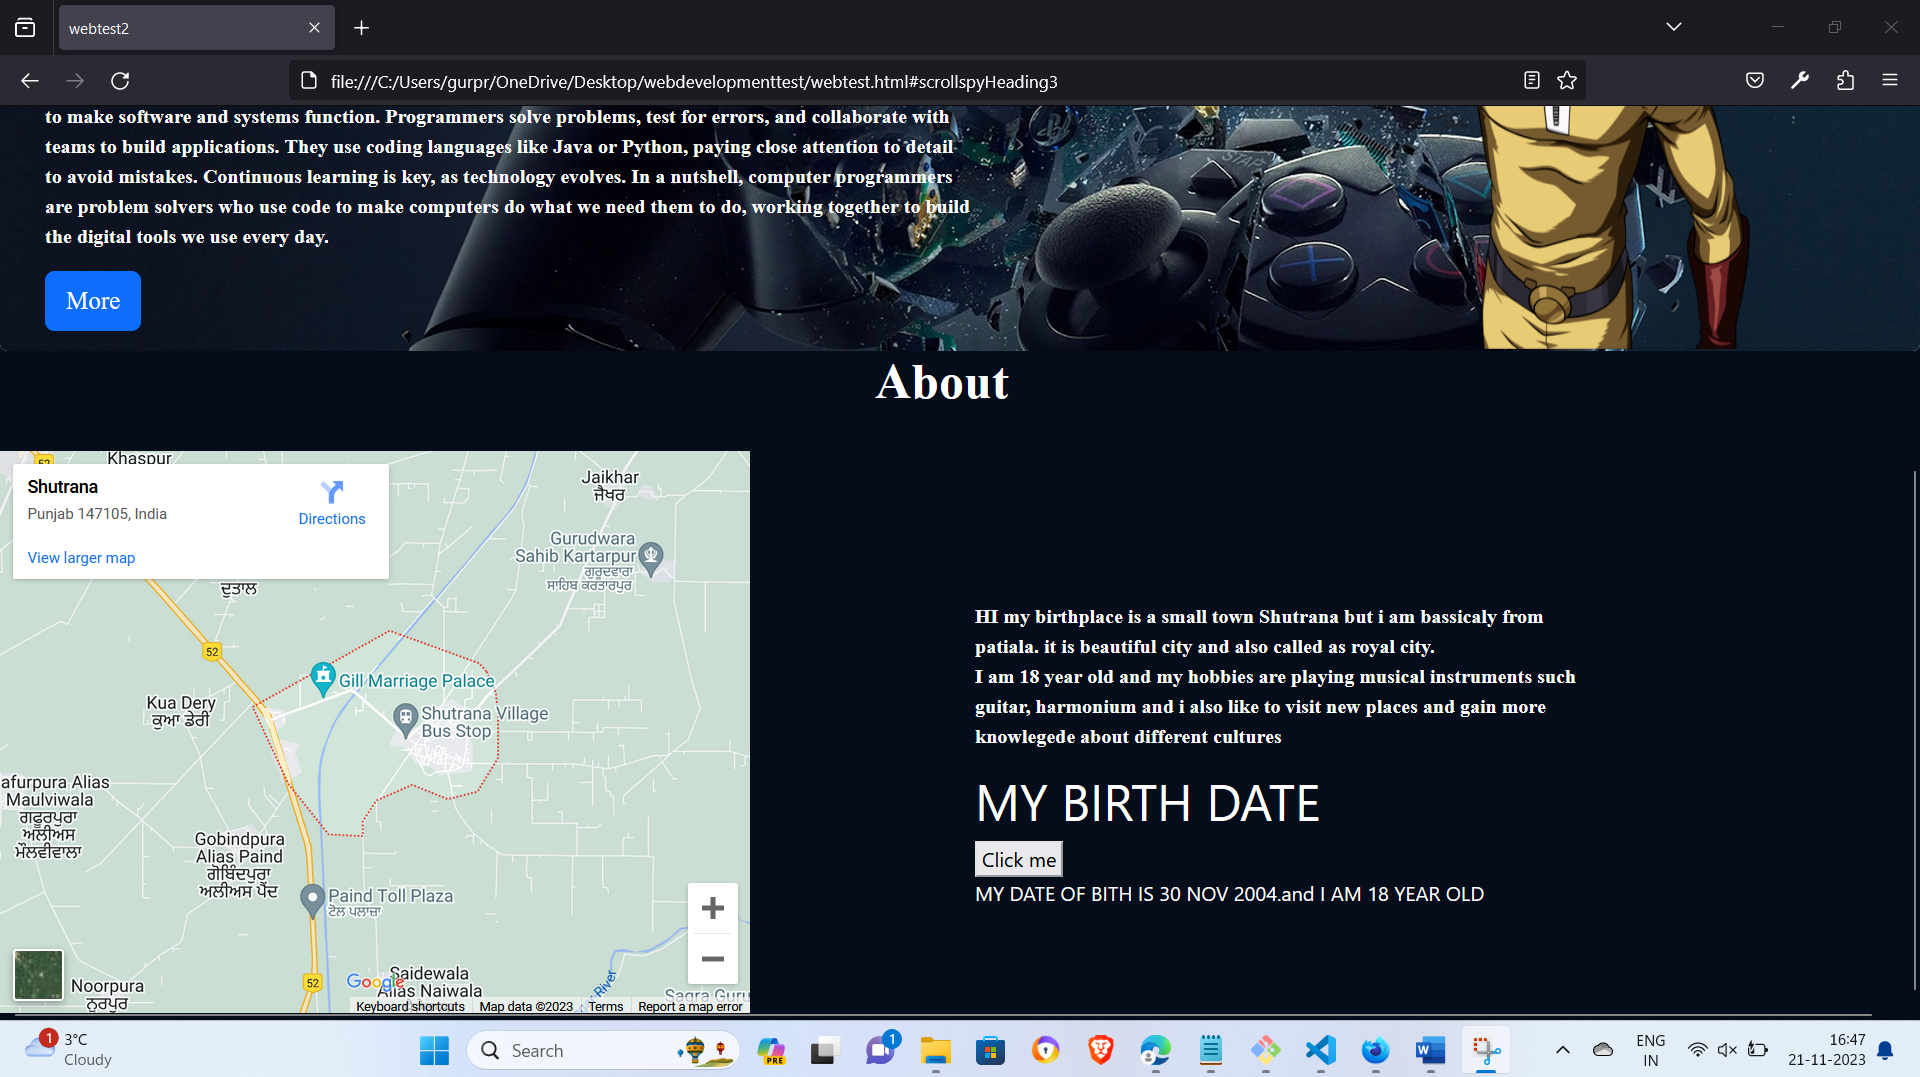 webtest2
file:///C:/Users/gurpr/OneDrive/Desktop/webdevelopmenttest/webtest.html#scrollspyHeading3
to make software and systems function. Programmers solve problems, test for errors, and collaborate with
teams to build applications. They use coding languages like Java or Python, paying close attention to detail
to avoid mistakes. Continuous learning is key, as technology evolves. In a nutshell, computer programmers
are problem solvers who use code to make computers do what we need them to do, working together to build
the digital tools we use every day.
START
More
About
Khaspur
52
Shutrana
Punjab 147105, India
Directions
View larger map
ਦੁਤਾਲ
Jaikhar
ਜੈਖਰ
Gurudwara
Sahib Kartarpur
ਗੁਰਦਵਾਰਾ
ਸਾਹਿਬ ਕਰਤਾਰਪੁਰ
52
Gill Marriage Palace
Kua Dery
ਕੁਆ ਡੇਰੀ
Shutrana Village
Bus Stop
afurpura Alias
Maulviwala
ਗਫੂਰਪੁਰਾ
ਅਲੀਅਸ
ਮੌਲਵੀਵਾਲਾ
Gobindpura
Alias Paind
ਗੋਬਿੰਦਪੁਰਾ
ਅਲੀਅਸ ਪੈਂਦ
Paind Toll Plaza
ਟੋਲ ਪਲਾਜ਼ਾ
52
Noorpura
ਨੂਰਪੁਰ
Google
Saidewala
Alias Naiwala
River
Sagra Guru
Keyboard shortcuts Map data ©2023 Terms Report a map error
HI my birthplace is a small town Shutrana but i am bassicaly from
patiala. it is beautiful city and also called as royal city.
I am 18 year old and my hobbies are playing musical instruments such
guitar, harmonium and i also like to visit new places and gain more
knowlegede about different cultures
MY BIRTH DATE
Click me
MY DATE OF BITH IS 30 NOV 2004.and I AM 18 YEAR OLD
1
3°C
Cloudy
Search
PRE
1
W
ENG
IN
16:47
21-11-2023